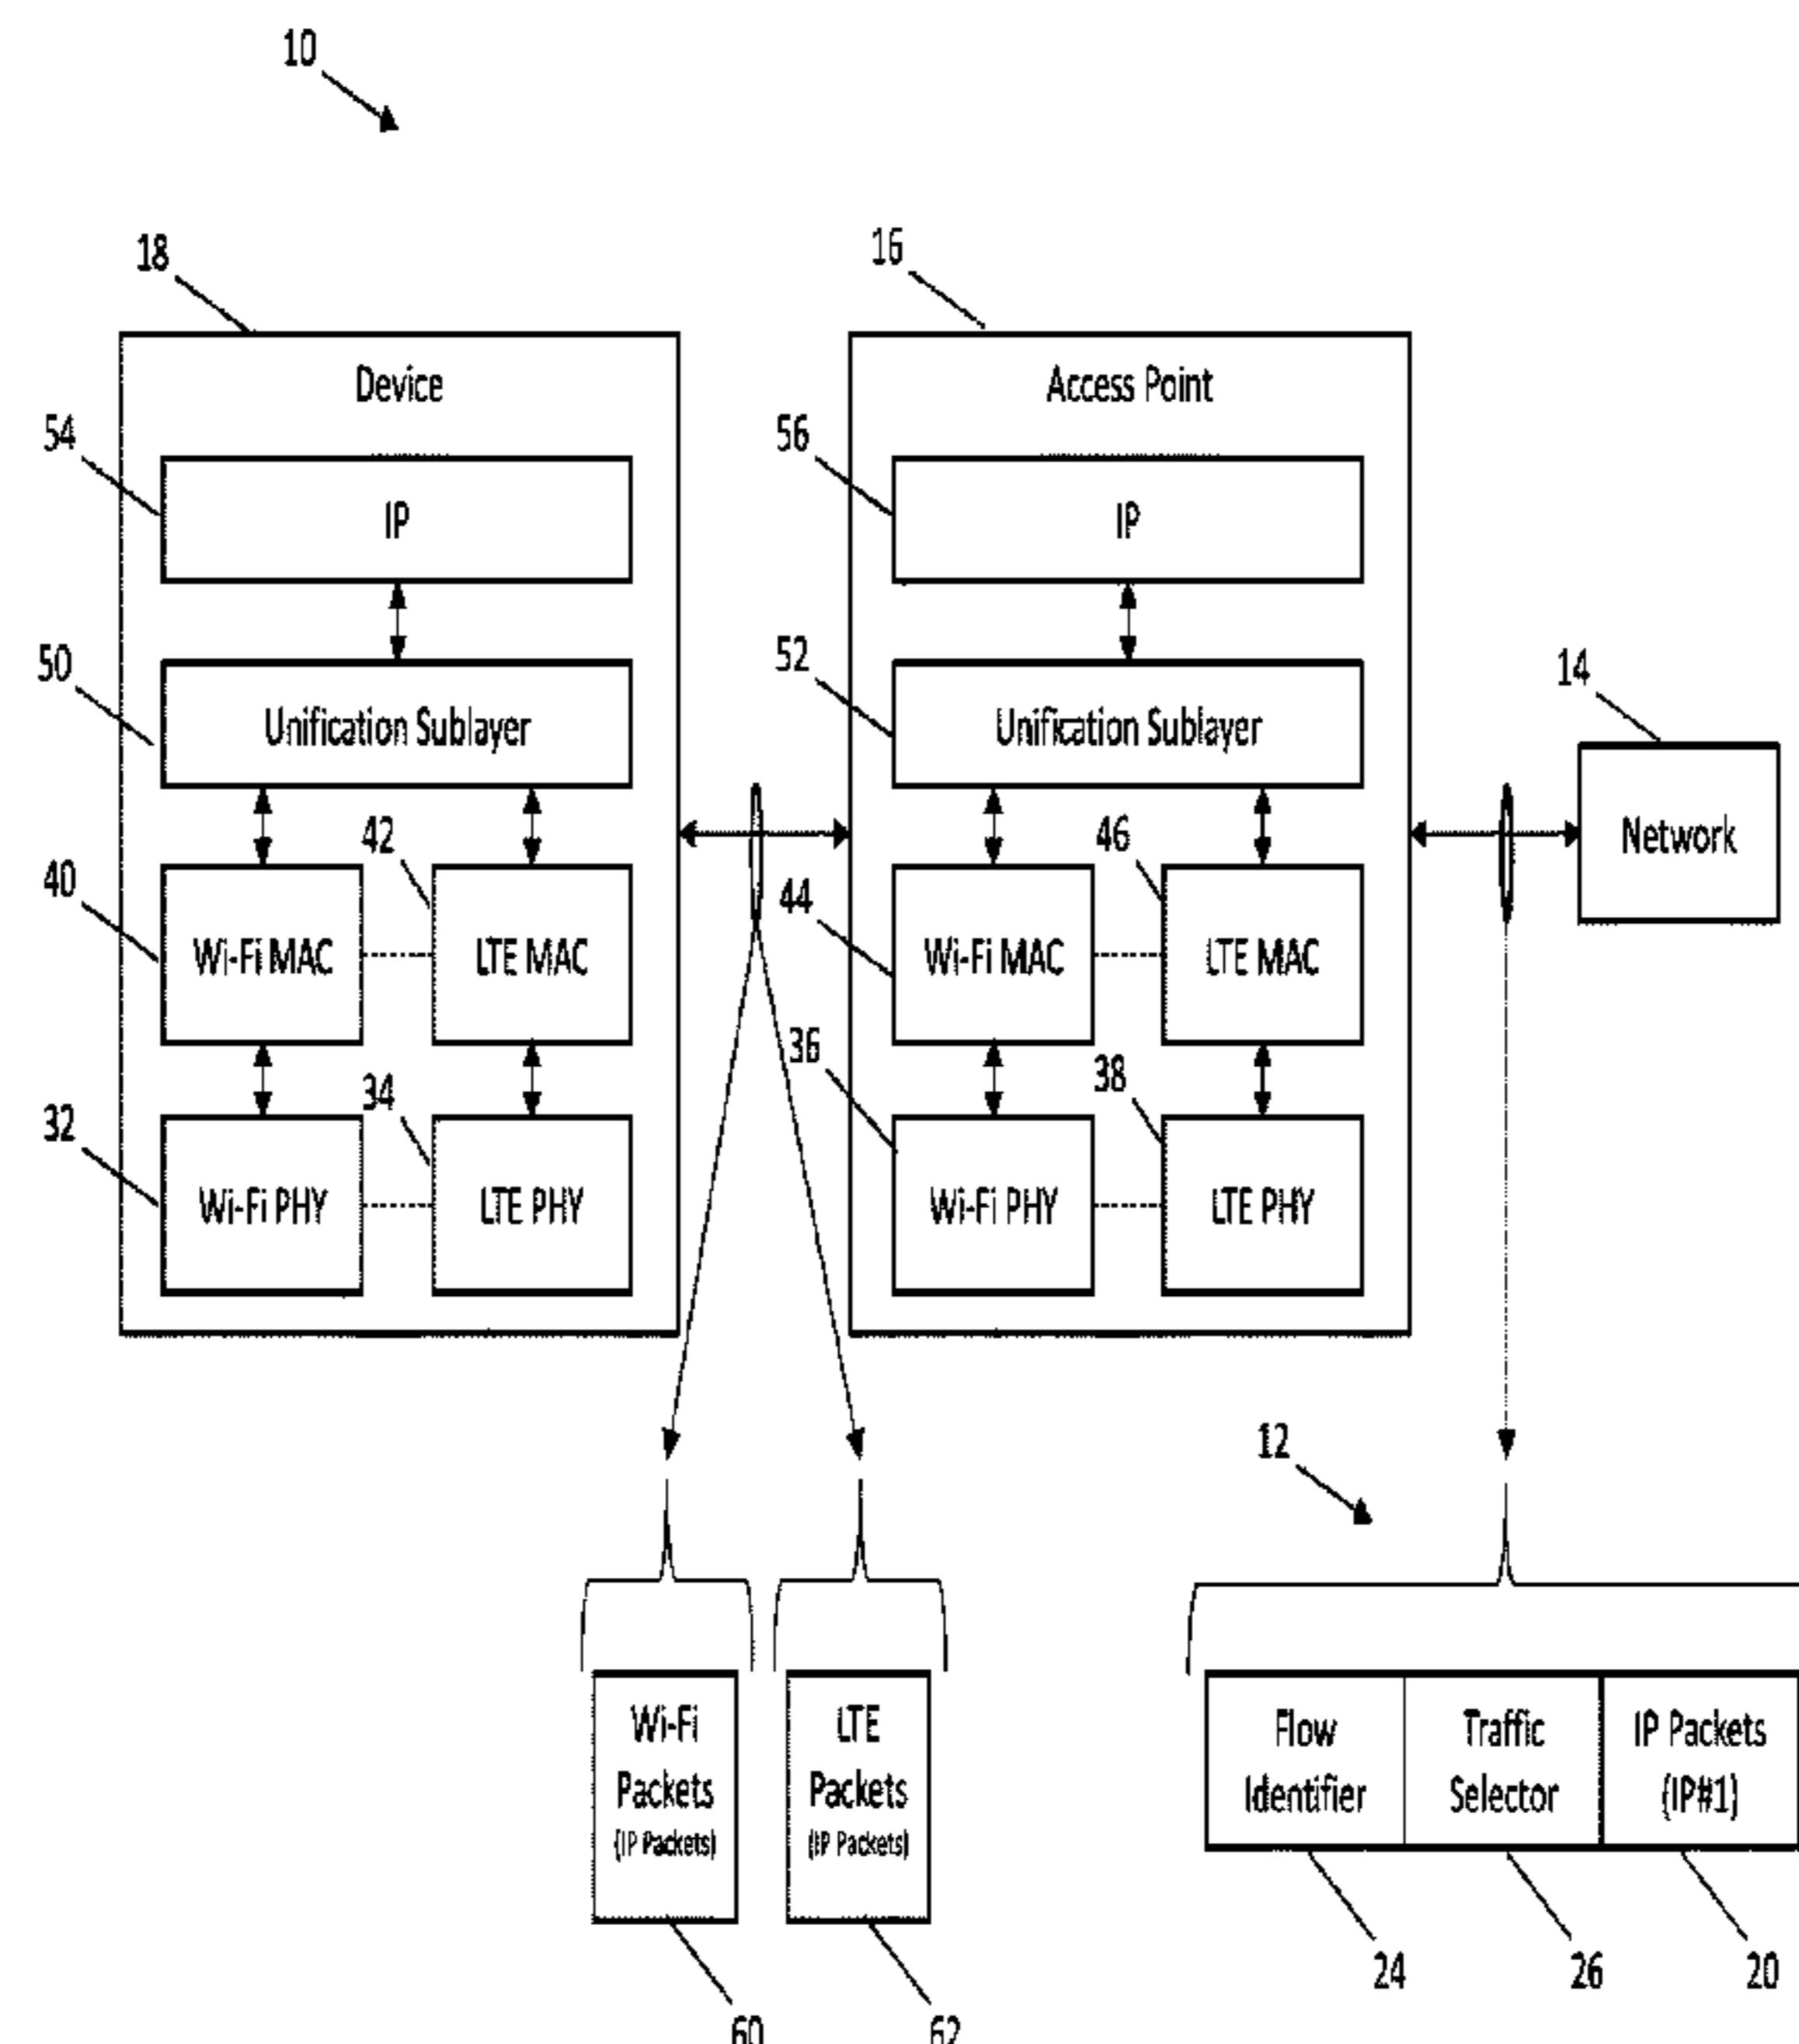 10
18
16
Device
Access Point
54
56
IP
IP
50
52
14
Unification Sublayer
Unification Sublayer
Network
42
46
40
44
Wi-Fi MAC
LTE MAC
Wi-Fi MAC
LTE MAC
36
38
34
32
Wi-Fi PHY
LTE PHY
Wi-Fi PHY
LTE PHY
12
Wi-Fi
Packets
(IP Packets)
LTE
Packets
(IP Packets)
Flow
Identifier
Traffic
Selector
IP Packets
(IP#1)
24
26
20
60
62